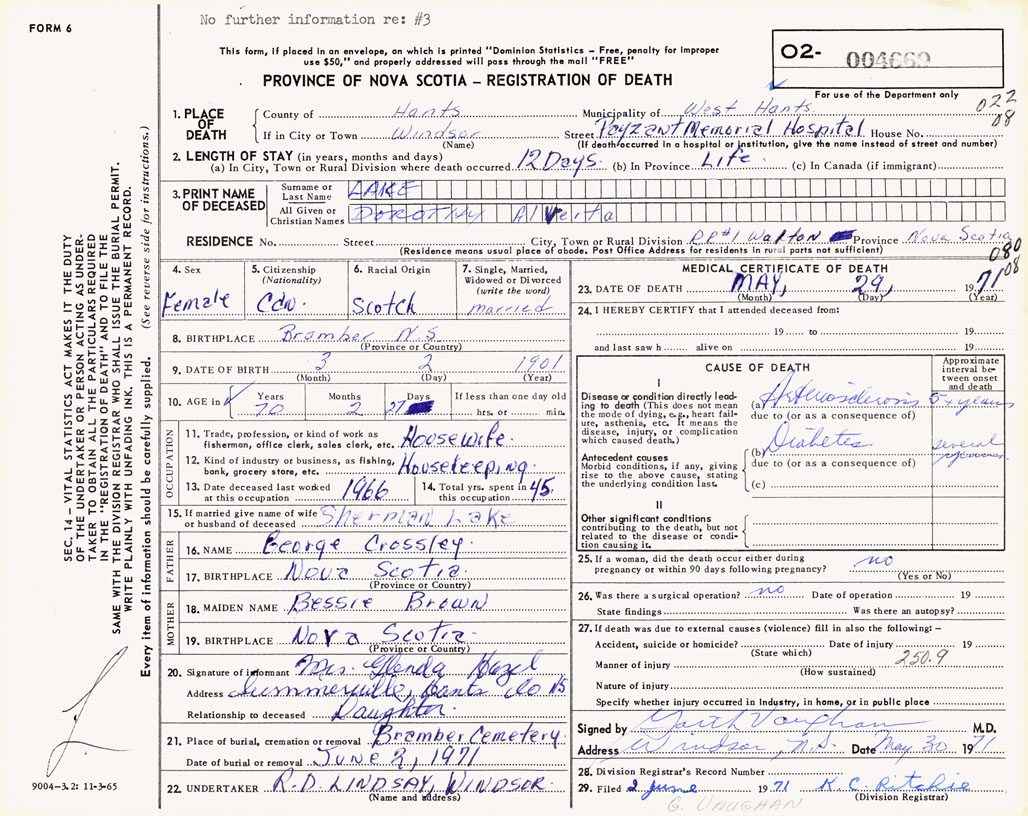 No further information re: #3
FORM 6
This form, if placed in an envelope, on which is printed "Dominion Statistics – Free, penalty for improper
use $50," and properly addressed will pass through the mail "FREE"
02- 004660
PROVINCE OF NOVA SCOTIA – REGISTRATION OF DEATH
For use of the Department only
022
08
1. PLACE OF DEATH
County of Hants Municipality of West Hants
If in City or Town Windsor Street Payzant Memorial Hospital House No.
(Name) (If death occurred in a hospital or institution, give the name instead of street and number)
2. LENGTH OF STAY (in years, months and days)
(a) In City, Town or Rural Division where death occurred 12 Days. (b) In Province Life. (c) In Canada (if immigrant)
3. PRINT NAME OF DECEASED
Surname or Last Name LAKE
All Given or Christian Names DOROTHY Alverta
RESIDENCE No. Street City, Town or Rural Division RR#1 Walton Province Nova Scotia
(Residence means usual place of abode. Post Office Address for residents in rural parts not sufficient)
080
08
4. Sex Female
5. Citizenship (Nationality) Cdn.
6. Racial Origin Scotch
7. Single, Married, Widowed or Divorced (write the word) married
8. BIRTHPLACE Bramber N.S.
(Province or Country)
9. DATE OF BIRTH 3 2 1901
(Month) (Day) (Year)
10. AGE in Years 70 Months 2 Days 27 If less than one day old hrs. or min.
OCCUPATION
11. Trade, profession, or kind of work as fisherman, office clerk, sales clerk, etc. Housewife.
12. Kind of industry or business, as fishing, bank, grocery store, etc. Housekeeping.
13. Date deceased last worked at this occupation 1966 14. Total yrs. spent in this occupation 45.
15. If married give name of wife or husband of deceased Sherman Lake
FATHER
16. NAME George Crossley.
17. BIRTHPLACE Nova Scotia.
(Province or Country)
MOTHER
18. MAIDEN NAME Bessie Brown
19. BIRTHPLACE Nova Scotia.
(Province or Country)
20. Signature of informant Mrs. Glenda Hazel
Address Summerville, Hants Co NS
Relationship to deceased Daughter.
21. Place of burial, cremation or removal Bramber Cemetery.
Date of burial or removal June 2, 1971
22. UNDERTAKER R.D. LINDSAY, WINDSOR.
(Name and address)
MEDICAL CERTIFICATE OF DEATH
23. DATE OF DEATH MAY, 29, 1971
(Month) (Day) (Year)
24. I HEREBY CERTIFY that I attended deceased from:
19 to 19
and last saw h alive on 19
CAUSE OF DEATH
Approximate interval between onset and death
I
Disease or condition directly leading to death (This does not mean the mode of dying, e.g., heart failure, asthenia, etc. It means the disease, injury, or complication which caused death.)
(a) Arteriosclerosis 5+ years
due to (or as a consequence of)
Antecedent causes
Morbid conditions, if any, giving rise to the above cause, stating the underlying condition last.
(b) Diabetes several
due to (or as a consequence of)
(c)
II
Other significant conditions contributing to the death, but not related to the disease or condition causing it.
25. If a woman, did the death occur either during pregnancy or within 90 days following pregnancy? no
(Yes or No)
26. Was there a surgical operation? no Date of operation 19
State findings Was there an autopsy?
27. If death was due to external causes (violence) fill in also the following: –
Accident, suicide or homicide? Date of injury 19
(State which)
250.9
Manner of injury
(How sustained)
Nature of injury
Specify whether injury occurred in Industry, in home, or in public place
Signed by Garth Vaughan M.D.
Address Windsor, N.S. Date May 30 1971
28. Division Registrar's Record Number
29. Filed 2 June 1971 K. C. Ritchie
(Division Registrar)
G. VAUGHAN
SEC. 14 – VITAL STATISTICS ACT MAKES IT THE DUTY
OF THE UNDERTAKER OR PERSON ACTING AS UNDER-
TAKER TO OBTAIN ALL THE PARTICULARS REQUIRED
IN THE "REGISTRATION OF DEATH" AND TO FILE THE
SAME WITH THE DIVISION REGISTRAR WHO SHALL ISSUE THE BURIAL PERMIT.
WRITE PLAINLY WITH UNFADING INK. THIS IS A PERMANENT RECORD.
Every item of information should be carefully supplied. (See reverse side for instructions.)
9004-3.2: 11-3-65